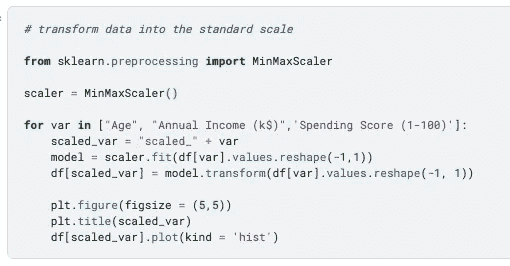 # transform data into the standard scale
from sklearn.preprocessing import MinMaxScaler
scaler = MinMaxScaler()
for var in ["Age", "Annual Income (k$)",'Spending Score (1-100)']:
scaled_var = "scaled_" + var
model = scaler.fit(df[var].values.reshape(-1,1))
df[scaled_var] = model.transform(df[var].values.reshape(-1, 1))
plt.figure(figsize = (5,5))
plt.title(scaled_var)
df[scaled_var].plot(kind = 'hist')